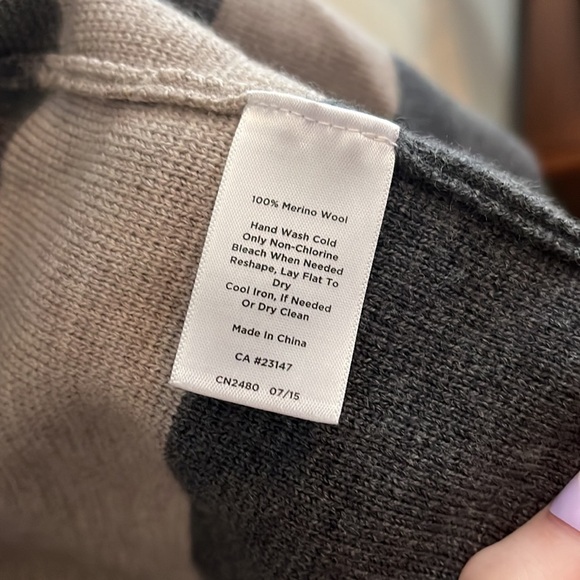 100% Merino Wool
Hand Wash Cold
Only Non-Chlorine
Bleach When Needed
Reshape, Lay Flat To
Dry
Cool Iron, If Needed
Or Dry Clean
Made In China
CA #23147
CN2480 07/15